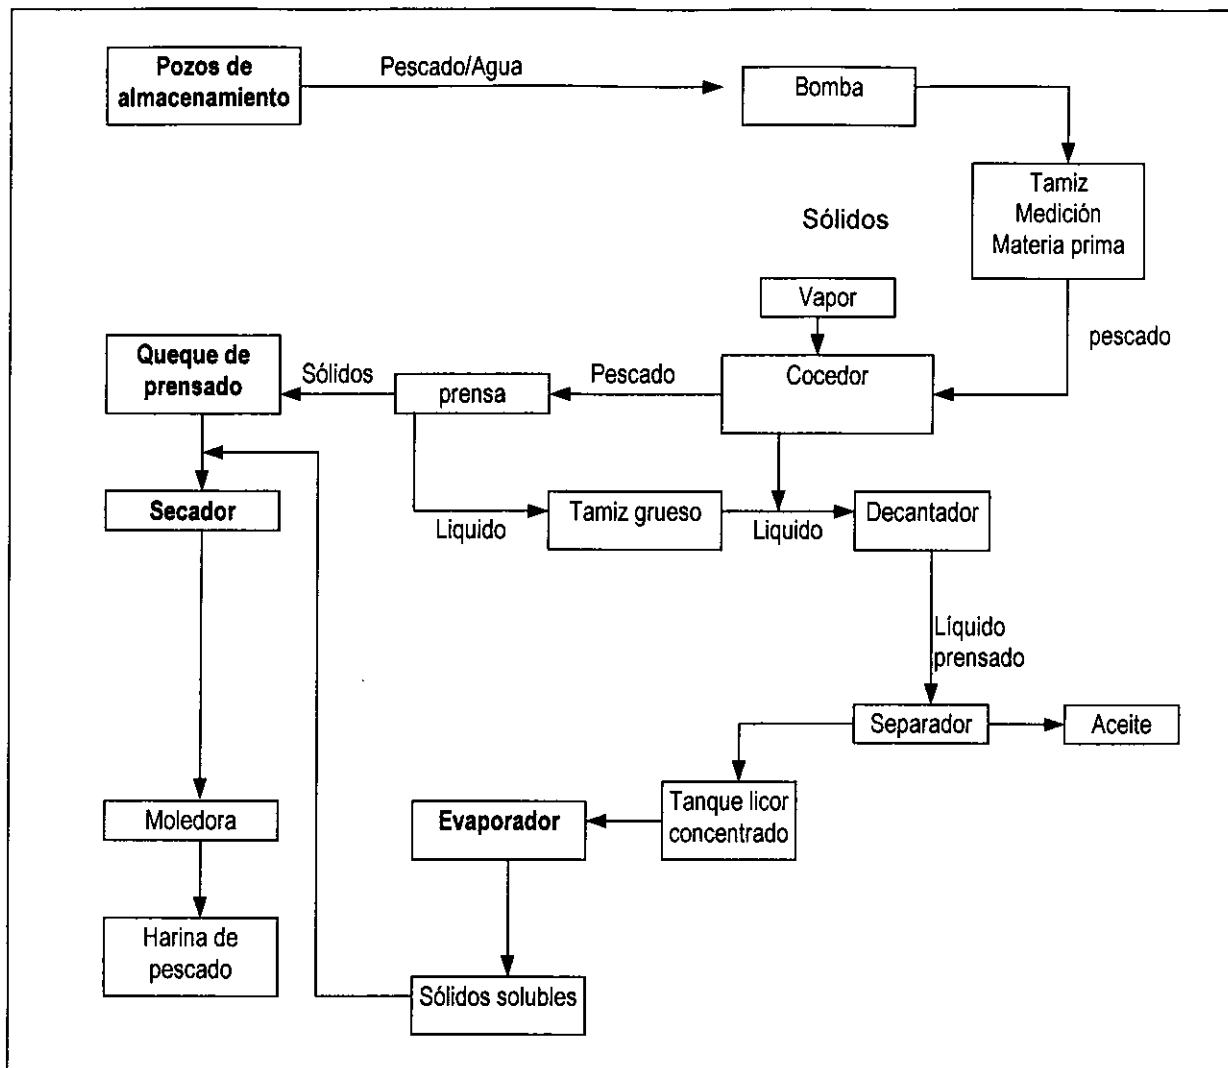 Pozos de
almacenamiento
Pescado/Agua
Bomba
Tamiz
Medición
Materia prima
Sólidos
Vapor
pescado
Queque de
prensado
Sólidos
prensa
Pescado
Cocedor
Secador
Liquido
Tamiz grueso
Liquido
Decantador
Líquido
prensado
Separador
Aceite
Tanque licor
concentrado
Evaporador
Moledora
Harina de
pescado
Sólidos solubles